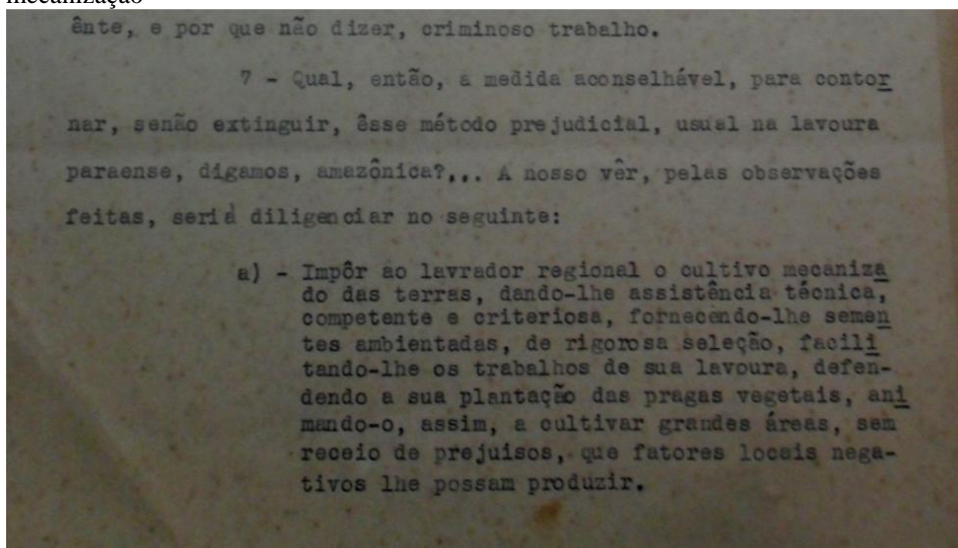 mecanização
ânte, e por que não dizer, criminoso trabalho.
7 - Qual, então, a medida aconselhável, para contor
nar, senão extinguir, êsse método prejudicial, usual na lavoura
paraense, digamos, amazônica?... A nosso vêr, pelas observações
feitas, seria diligenciar no seguinte:
a) - Impôr ao lavrador regional o cultivo mecaniza
do das terras, dando-lhe assistência técnica,
competente e criteriosa, fornecendo-lhe semen
tes ambientadas, de rigorosa seleção, facili
tando-lhe os trabalhos de sua lavoura, defen-
dendo a sua plantação das pragas vegetais, ani
mando-o, assim, a cultivar grandes áreas, sem
receio de prejuisos, que fatores locais nega-
tivos lhe possam produzir.